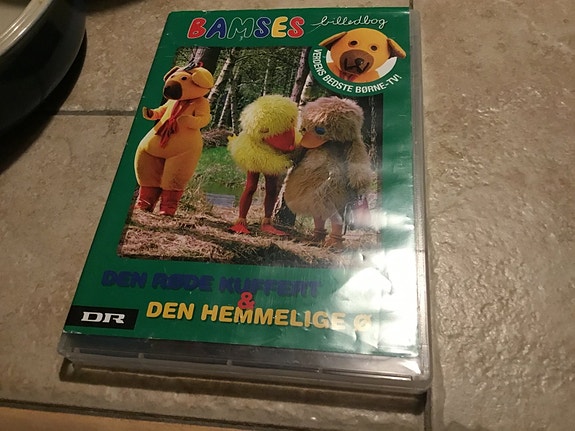 BAMSES billedbog
VERDENS BEDSTE BØRNE-TV!
DEN RØDE KUFFERT
&
DEN HEMMELIGE Ø
DR